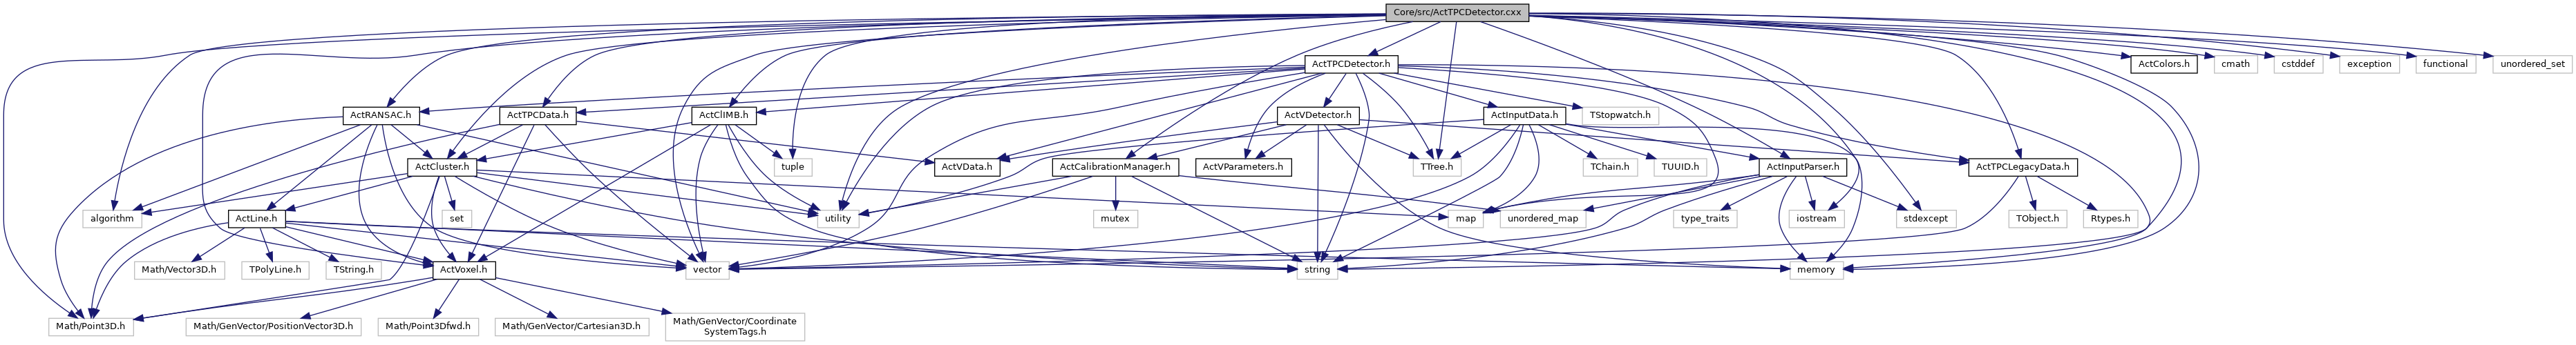 Core/src/ActTPCDetector.cxx
ActTPCDetector.h
ActColors.h
cmath
cstddef
exception
functional
unordered_set
ActRANSAC.h
ActTPCData.h
ActClIMB.h
ActVDetector.h
ActInputData.h
TStopwatch.h
ActCluster.h
tuple
ActVData.h
ActCalibrationManager.h
ActVParameters.h
TTree.h
TChain.h
TUUID.h
ActInputParser.h
ActTPCLegacyData.h
algorithm
ActLine.h
set
utility
mutex
map
unordered_map
type_traits
iostream
stdexcept
TObject.h
Rtypes.h
Math/Vector3D.h
TPolyLine.h
TString.h
ActVoxel.h
vector
string
memory
Math/Point3D.h
Math/GenVector/PositionVector3D.h
Math/Point3Dfwd.h
Math/GenVector/Cartesian3D.h
Math/GenVector/Coordinate
SystemTags.h